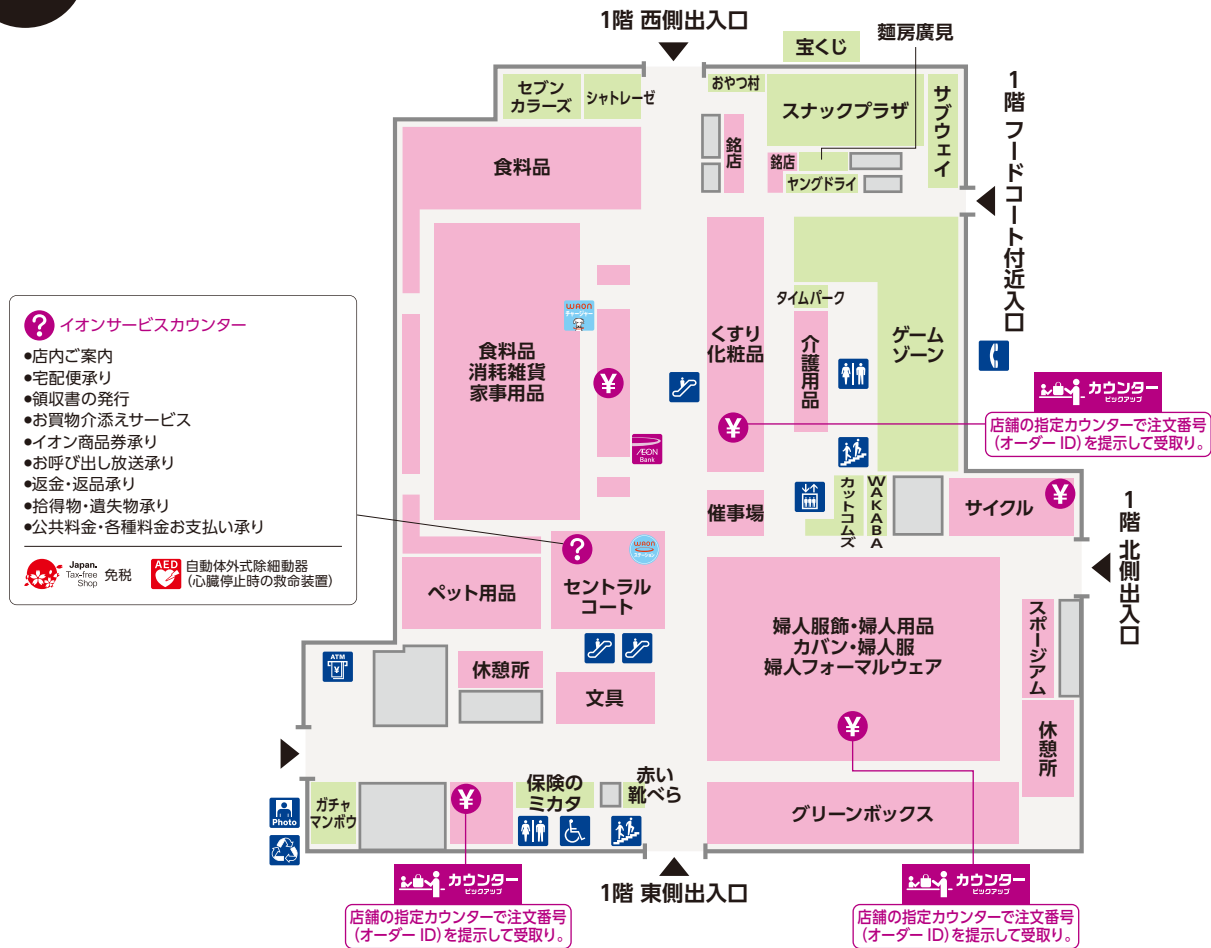 1階 西側出入口
麺房廣見
宝くじ
セブン
カラーズ
シャトレーゼ
おやつ村
スナックプラザ
サブウェイ
1階 フードコート付近入口
食料品
銘店
銘店
ヤングドライ
タイムパーク
WAON
チャージャー
食料品
消耗雑貨
家事用品
¥
くすり
化粧品
介護用品
ゲーム
ゾーン
¥
AEON
Bank
カウンター
ピックアップ
店舗の指定カウンターで注文番号
(オーダー ID)を提示して受取り。
? イオンサービスカウンター
●店内ご案内
●宅配便承り
●領収書の発行
●お買物介添えサービス
●イオン商品券承り
●お呼び出し放送承り
●返金・返品承り
●拾得物・遺失物承り
●公共料金・各種料金お支払い承り
Japan.
Tax-free
Shop
免税
AED
自動体外式除細動器
(心臓停止時の救命装置)
催事場
カットコムズ
WAKABA
サイクル
¥
1階 北側出入口
?
WAON
ステーション
セントラル
コート
ペット用品
婦人服飾・婦人用品
カバン・婦人服
婦人フォーマルウェア
スポージアム
ATM
¥
休憩所
文具
¥
休憩所
保険の
ミカタ
赤い
靴べら
ガチャ
マンボウ
¥
グリーンボックス
Photo
1階 東側出入口
カウンター
ピックアップ
店舗の指定カウンターで注文番号
(オーダー ID)を提示して受取り。
カウンター
ピックアップ
店舗の指定カウンターで注文番号
(オーダー ID)を提示して受取り。